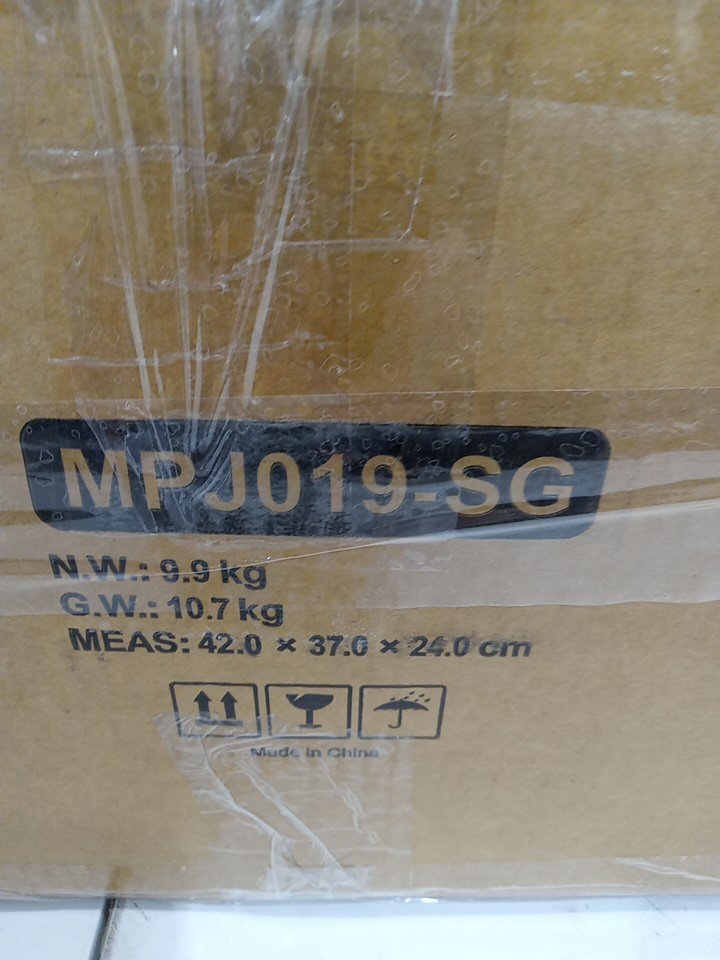 MPJ019-SG
N.W.: 9.9 kg
G.W.: 10.7 kg
MEAS: 42.0 × 37.0 × 24.0 cm
Made in China